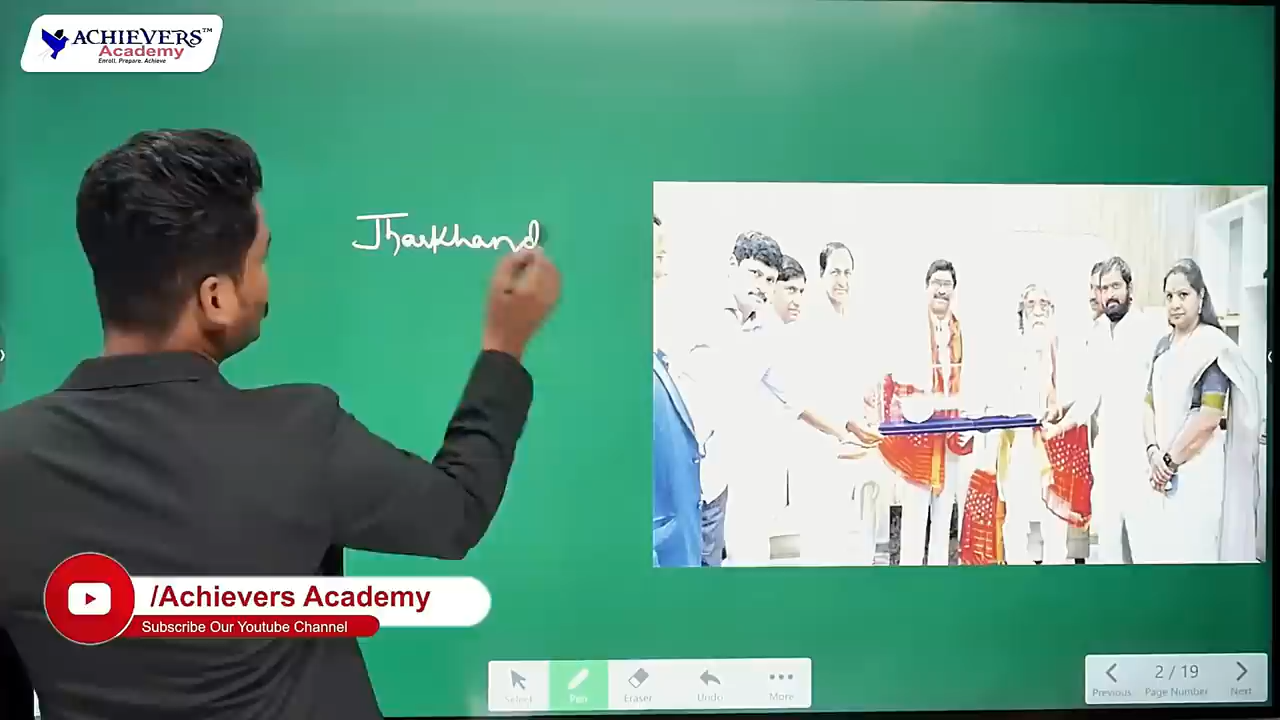 ACHIEVERS™
Academy
Enroll. Prepare. Achieve
Jharkhand
/Achievers Academy
Subscribe Our Youtube Channel
Select
Pen
Eraser
Undo
More
Previous
2 / 19
Page Number
Next